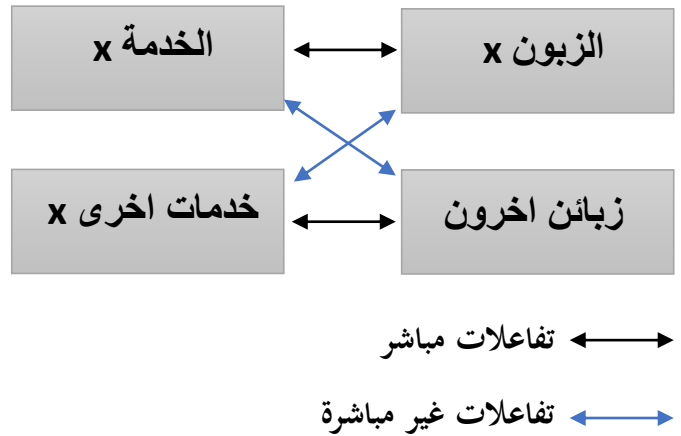 الزبون x
الخدمة x
زبائن اخرون
خدمات اخرى x
تفاعلات مباشر
تفاعلات غير مباشرة